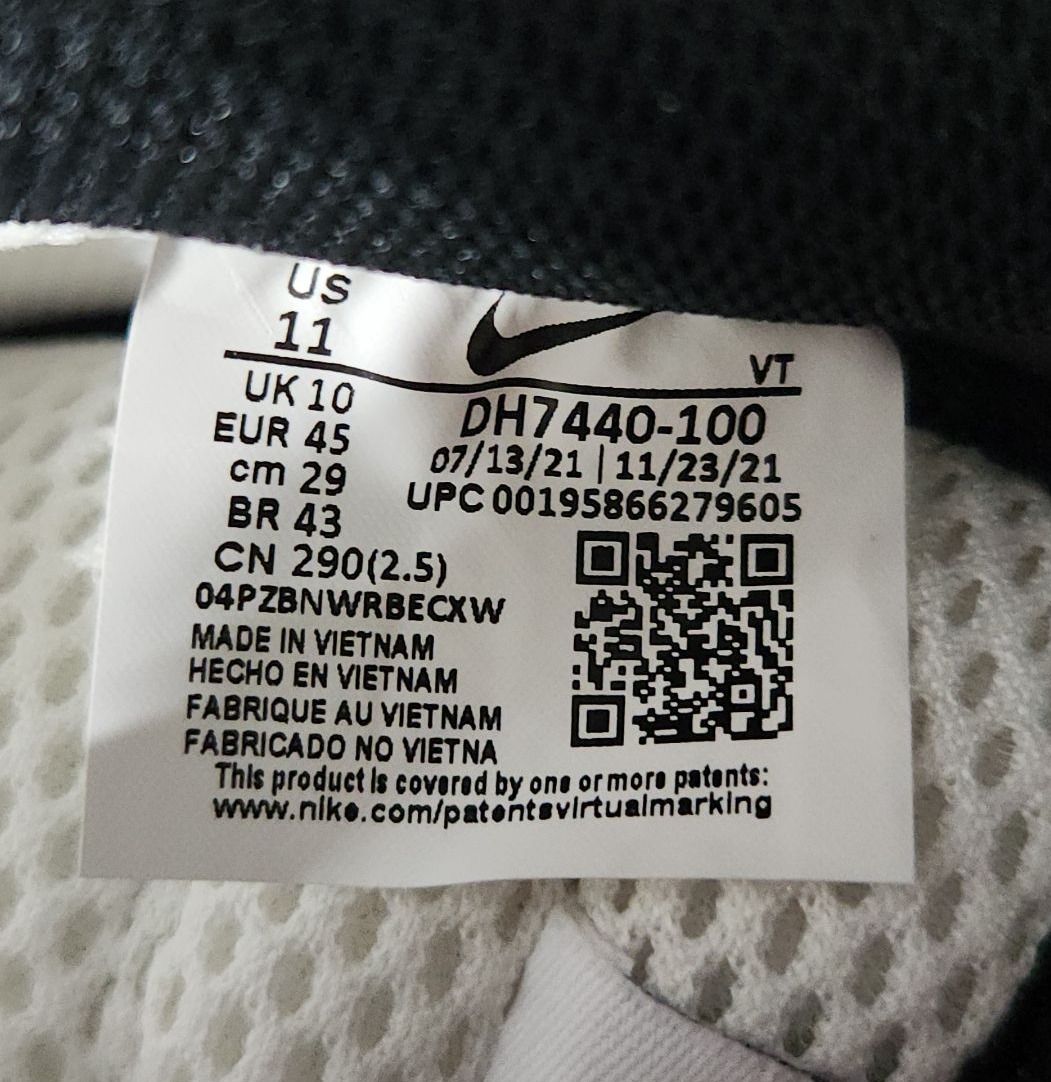 US
11
VT
UK 10
EUR 45
cm 29
BR 43
CN 290(2.5)
DH7440-100
07/13/21 | 11/23/21
UPC 00195866279605
04PZBNWRBECXW
MADE IN VIETNAM
HECHO EN VIETNAM
FABRIQUE AU VIETNAM
FABRICADO NO VIETNA
This product is covered by one or more patents:
www.nike.com/patentsvirtualmarking